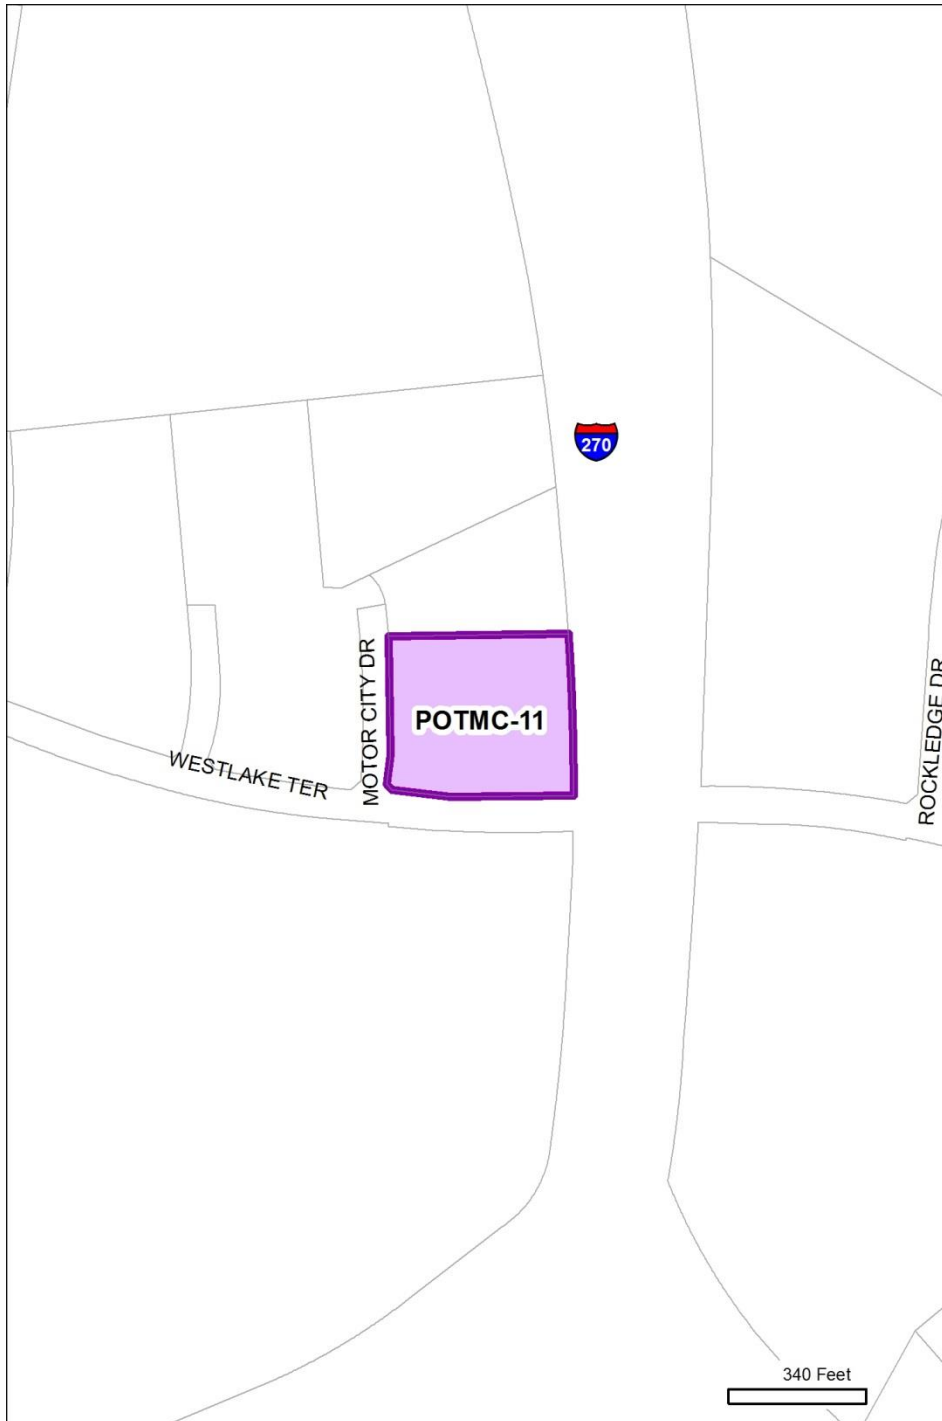 270
MOTOR CITY DR
POTMC-11
ROCKLEDGE DR
WESTLAKE TER
340 Feet